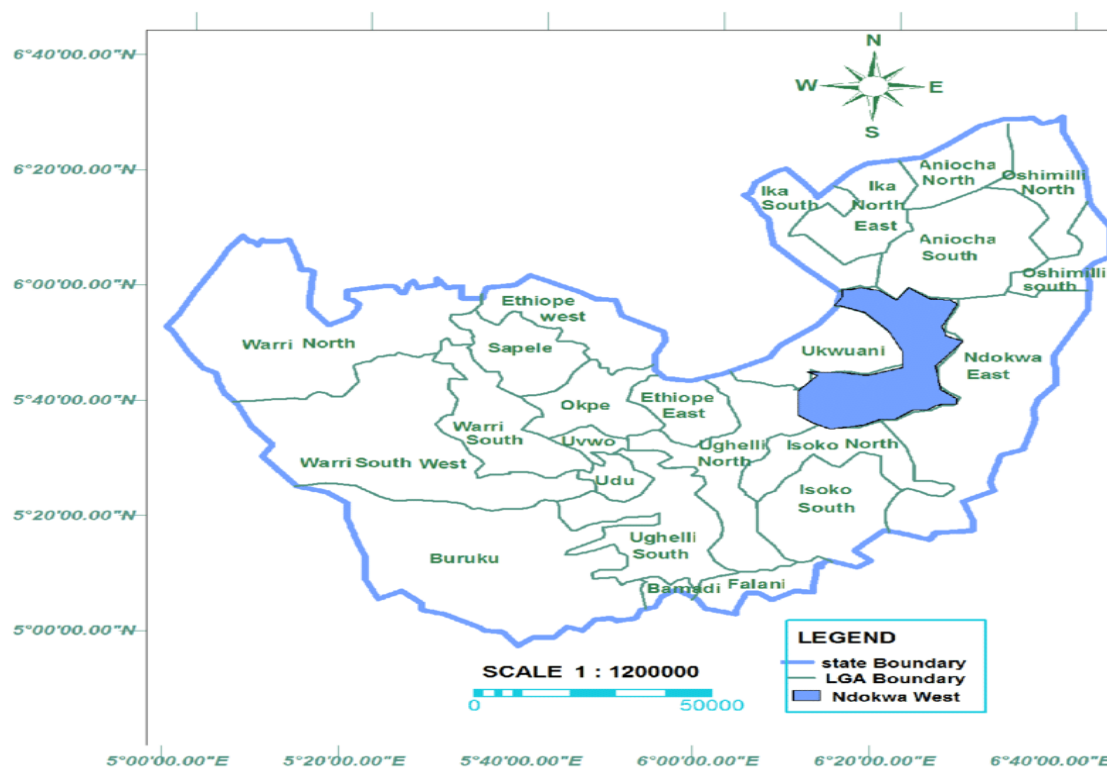 6°40'00.00"N
N
W
E
S
6°20'00.00"N
Aniocha
North
Oshimilli
North
Ika
South
Ika
North
East
Aniocha
South
6°00'00.00"N
Oshimilli
south
Ethiope
west
Warri North
Sapele
Ukwuani
Ndokwa
East
5°40'00.00"N
Okpe
Ethiope
East
Warri
South
Uvwo
Ughelli
North
Isoko North
Warri South West
Udu
Isoko
South
5°20'00.00"N
Ughelli
South
Buruku
Bamadi
Falani
5°00'00.00"N
LEGEND
state Boundary
LGA Boundary
Ndokwa West
SCALE 1 : 1200000
0
50000
5°00'00.00"E
5°20'00.00"E
5°40'00.00"E
6°00'00.00"E
6°20'00.00"E
6°40'00.00"E